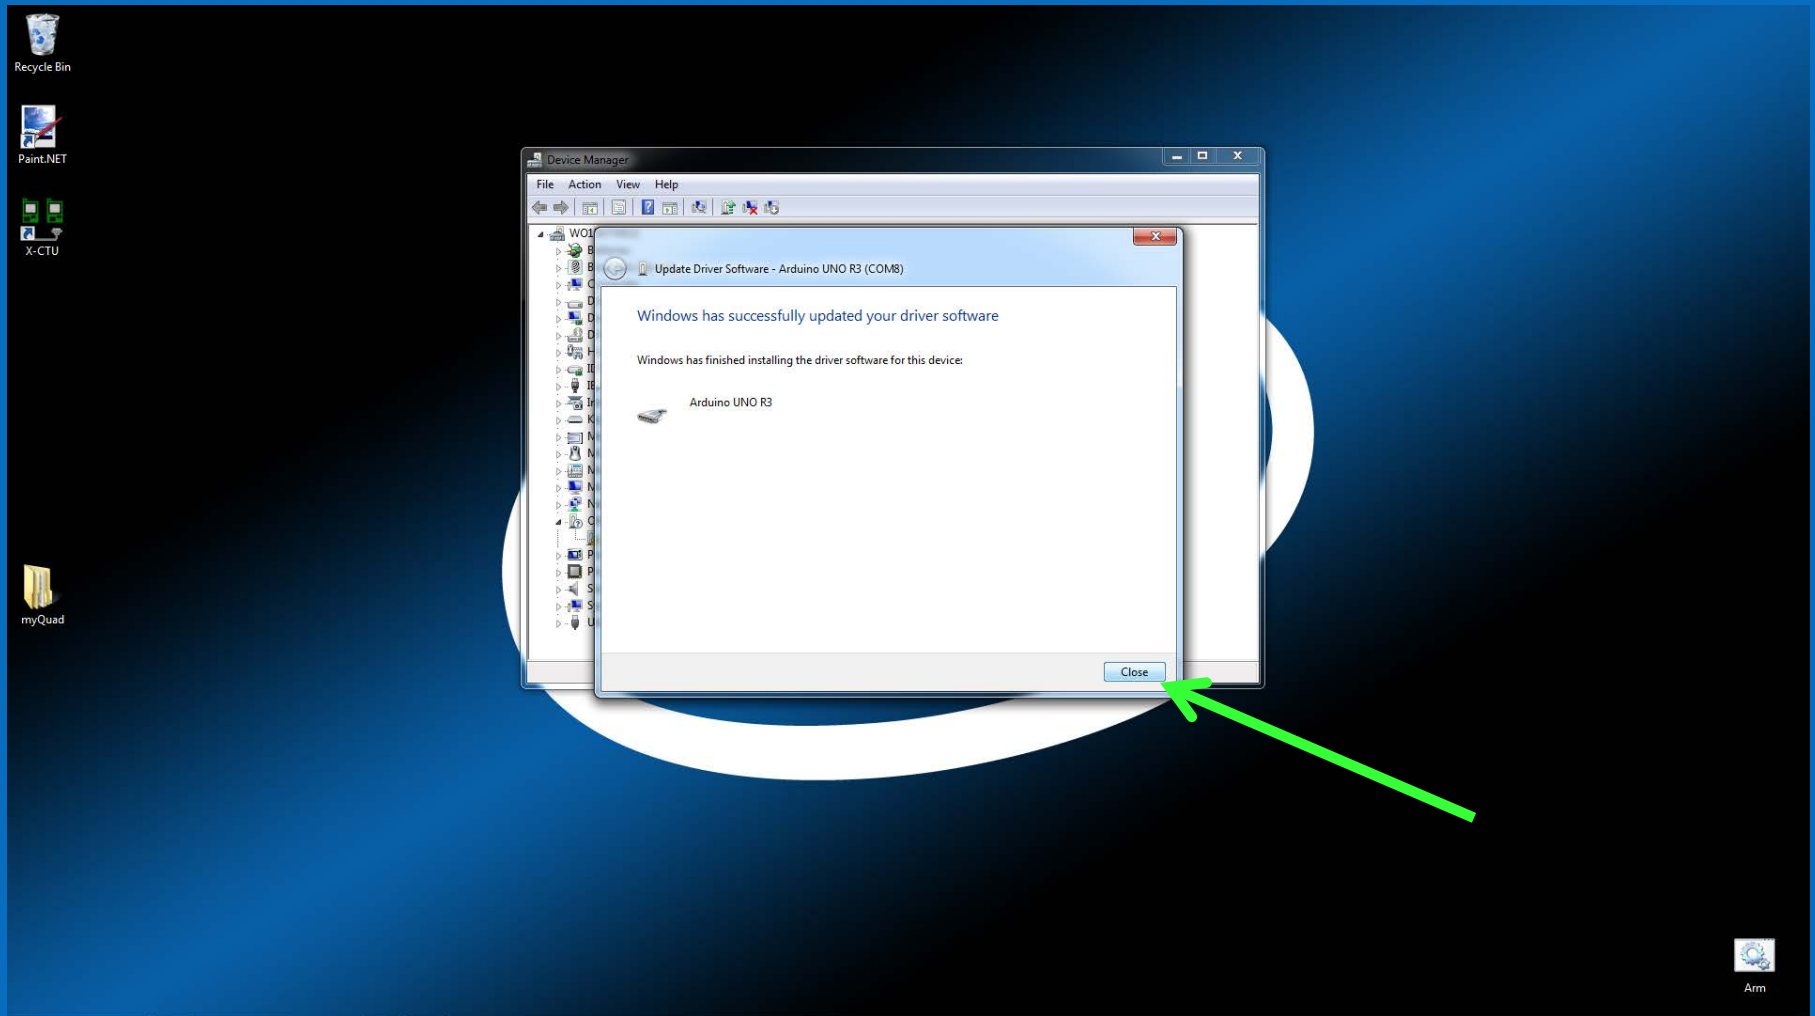 Recycle Bin
Paint.NET
X-CTU
myQuad
Device Manager
File Action View Help
WO1
Update Driver Software - Arduino UNO R3 (COM8)
Windows has successfully updated your driver software
Windows has finished installing the driver software for this device:
Arduino UNO R3
Close
Arm